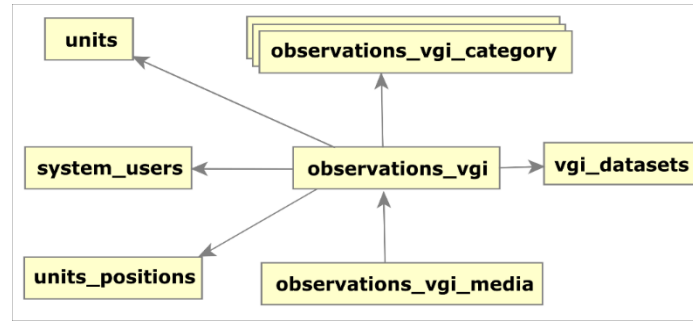 units
observations_vgi_category
system_users
observations_vgi
vgi_datasets
units_positions
observations_vgi_media